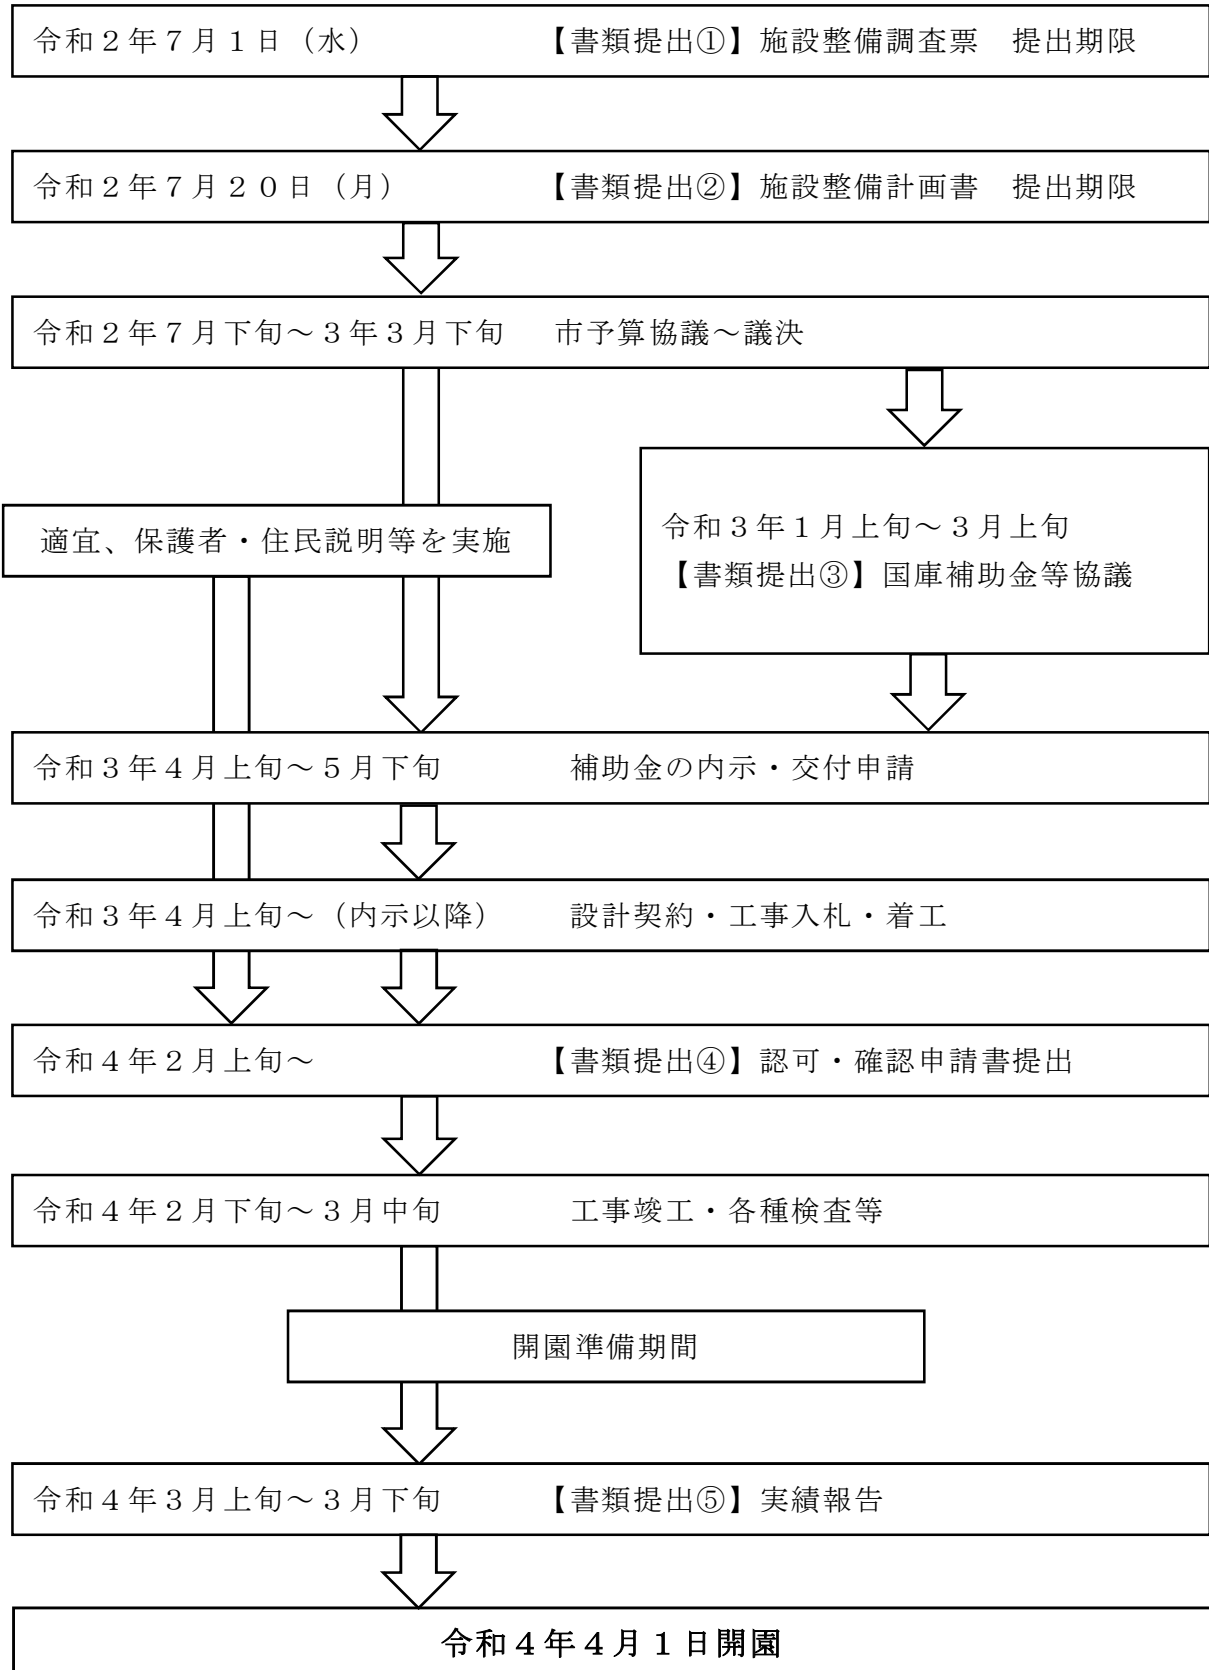 令和２年７月１日（水）　【書類提出①】施設整備調査票　提出期限
令和２年７月２０日（月）　【書類提出②】施設整備計画書　提出期限
令和２年７月下旬～３年３月下旬　市予算協議～議決
適宜、保護者・住民説明等を実施
令和３年１月上旬～３月上旬
【書類提出③】国庫補助金等協議
令和３年４月上旬～５月下旬　補助金の内示・交付申請
令和３年４月上旬～（内示以降）　設計契約・工事入札・着工
令和４年２月上旬～　【書類提出④】認可・確認申請書提出
令和４年２月下旬～３月中旬　工事竣工・各種検査等
開園準備期間
令和４年３月上旬～３月下旬　【書類提出⑤】実績報告
令和４年４月１日開園